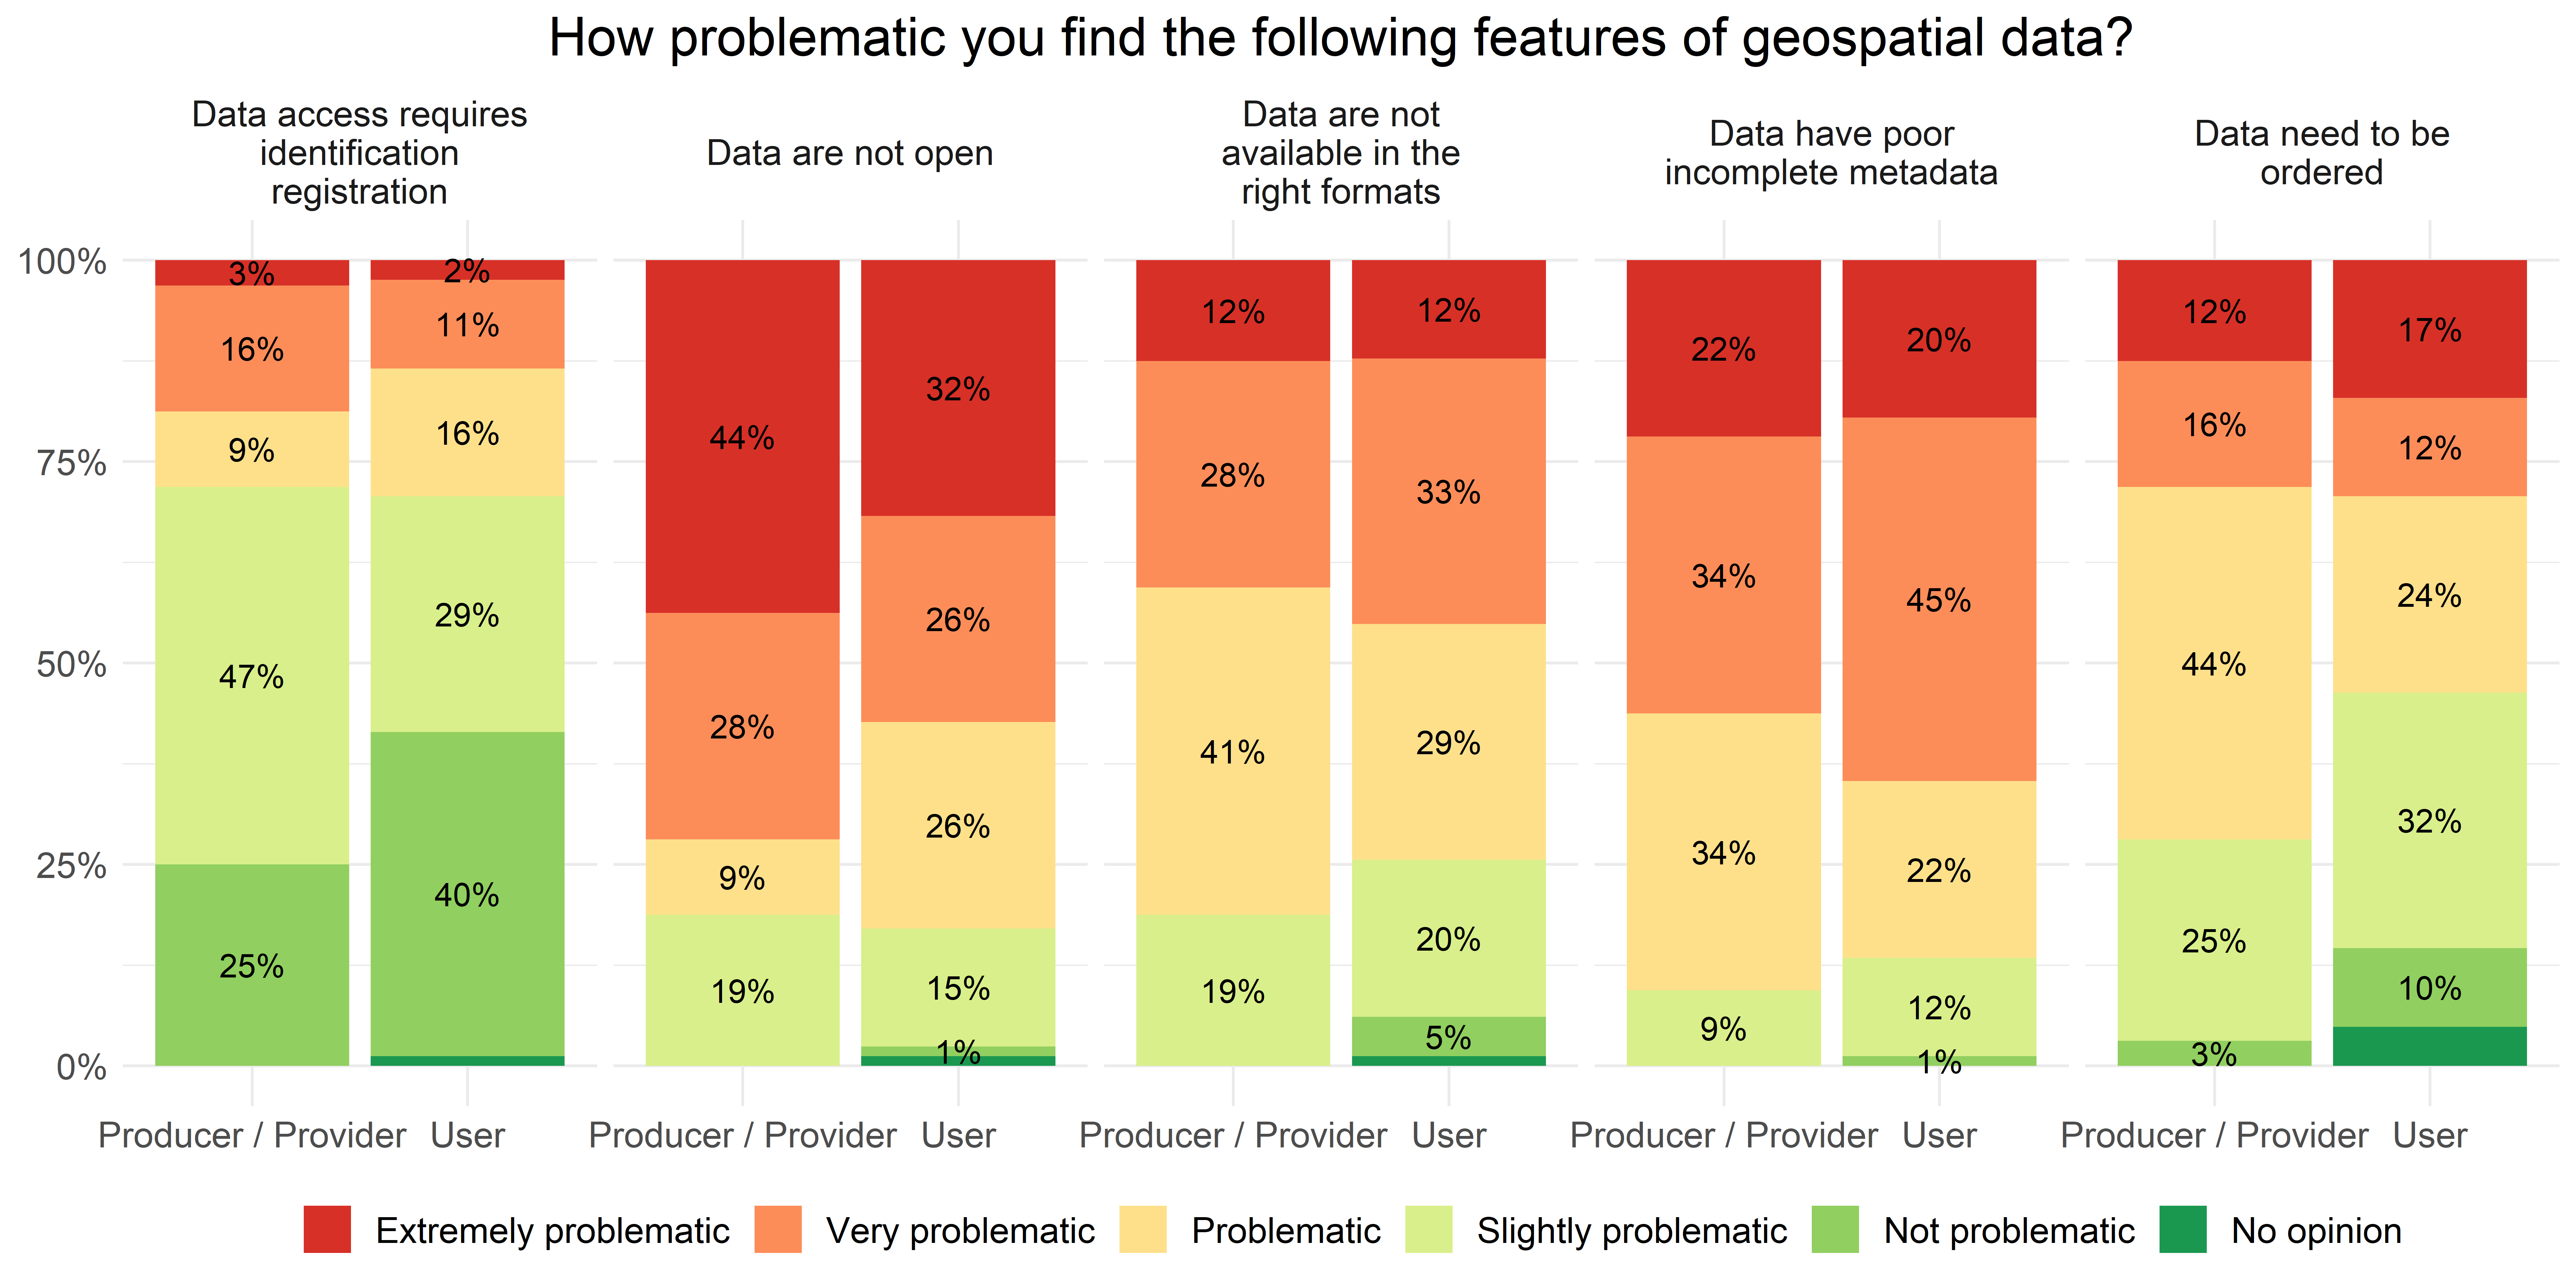 How problematic you find the following features of geospatial data?
Data access requires
identification
registration
Data are not open
Data are not
available in the
right formats
Data have poor
incomplete metadata
Data need to be
ordered
100%
75%
50%
25%
0%
3%
16%
9%
47%
25%
2%
11%
16%
29%
40%
44%
28%
9%
19%
32%
26%
26%
15%
1%
12%
28%
41%
19%
12%
33%
29%
20%
5%
22%
34%
34%
9%
20%
45%
22%
12%
1%
12%
16%
44%
25%
3%
17%
12%
24%
32%
10%
Producer / Provider User
Producer / Provider User
Producer / Provider User
Producer / Provider User
Producer / Provider User
Extremely problematic Very problematic Problematic Slightly problematic Not problematic No opinion